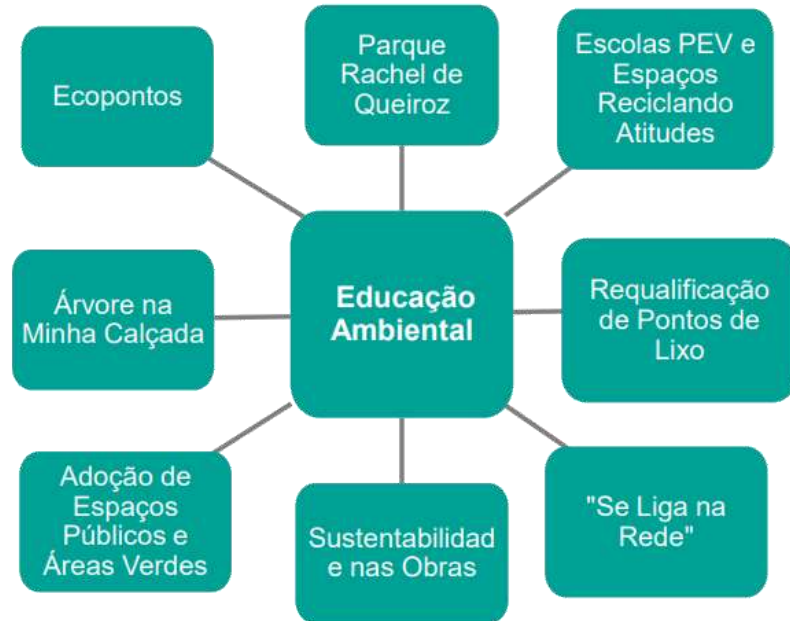 Ecopontos
Parque
Rachel de
Queiroz
Escolas PEV e
Espaços
Reciclando
Atitudes
Árvore na
Minha Calçada
Educação
Ambiental
Requalificação
de Pontos de
Lixo
Adoção de
Espaços
Públicos e
Áreas Verdes
Sustentabilidad
e nas Obras
"Se Liga na
Rede"